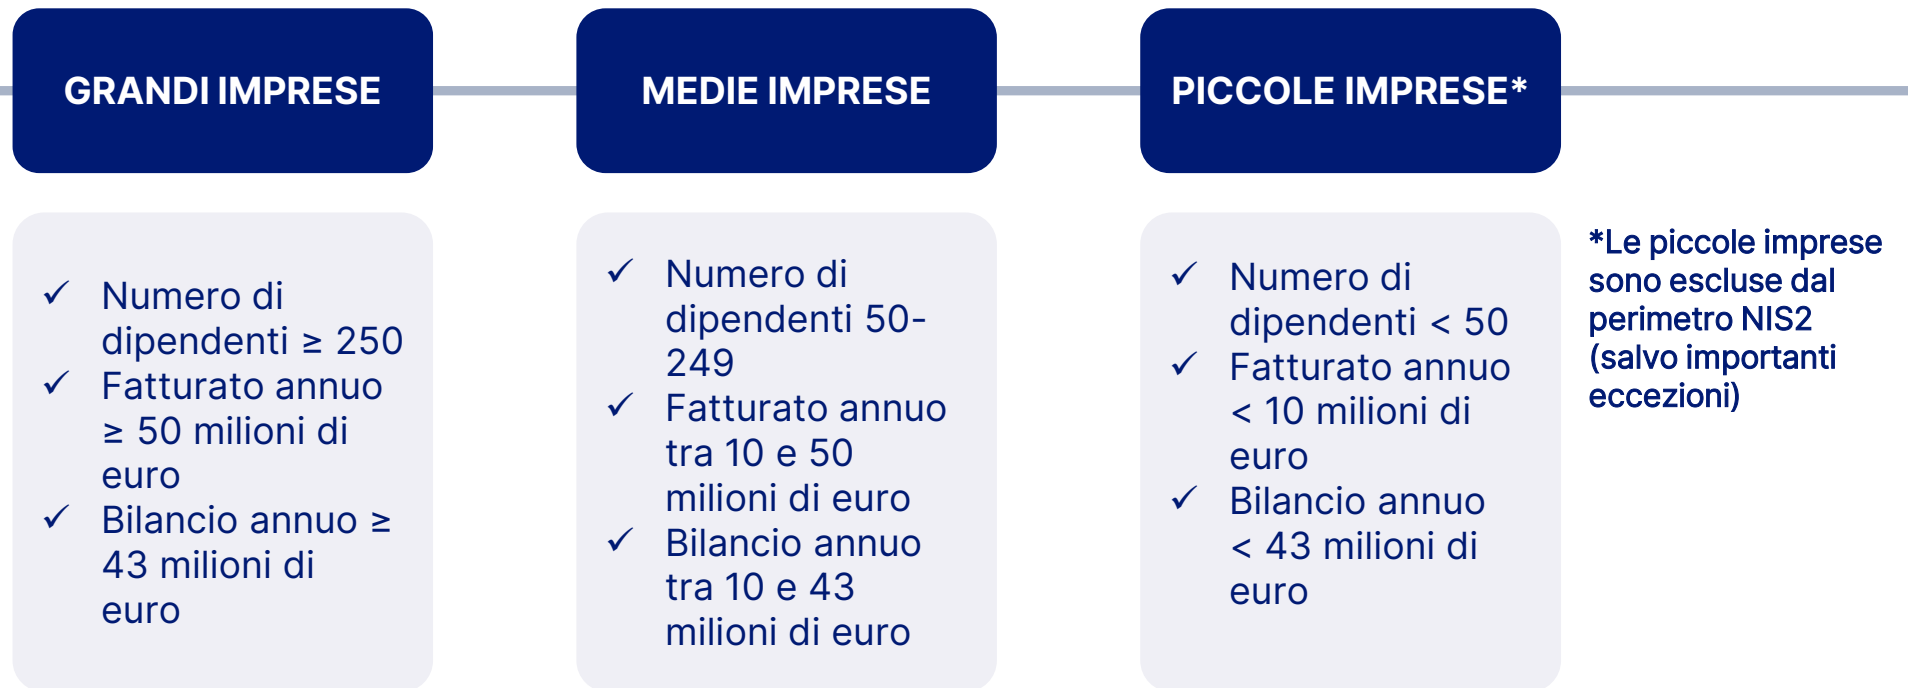 GRANDI IMPRESE
✓ Numero di
dipendenti ≥ 250
✓ Fatturato annuo
≥ 50 milioni di
euro
✓ Bilancio annuo ≥
43 milioni di
euro
MEDIE IMPRESE
✓ Numero di
dipendenti 50-
249
✓ Fatturato annuo
tra 10 e 50
milioni di euro
✓ Bilancio annuo
tra 10 e 43
milioni di euro
PICCOLE IMPRESE*
✓ Numero di
dipendenti < 50
✓ Fatturato annuo
< 10 milioni di
euro
✓ Bilancio annuo
< 43 milioni di
euro
*Le piccole imprese
sono escluse dal
perimetro NIS2
(salvo importanti
eccezioni)